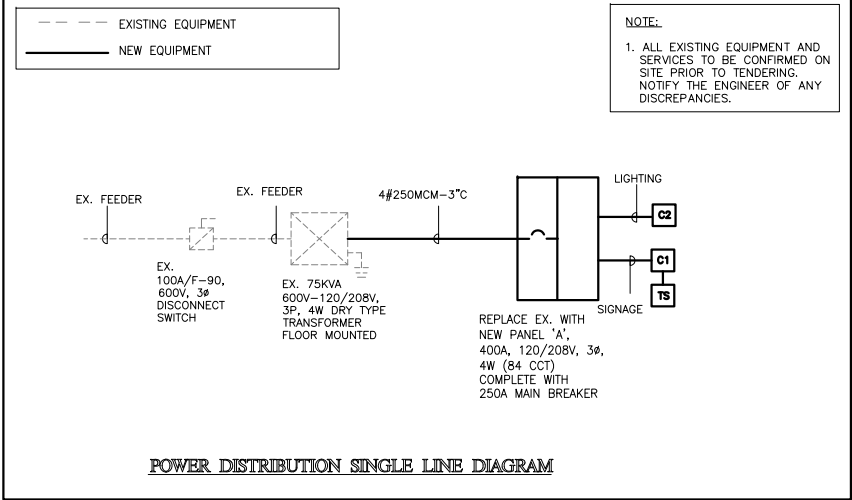 EXISTING EQUIPMENT
NEW EQUIPMENT
NOTE:
1. ALL EXISTING EQUIPMENT AND
SERVICES TO BE CONFIRMED ON
SITE PRIOR TO TENDERING.
NOTIFY THE ENGINEER OF ANY
DISCREPANCIES.
EX. FEEDER
EX. FEEDER
4#250MCM-3"C
LIGHTING
C2
C1
TS
SIGNAGE
EX.
100A/F-90,
600V, 3ø
DISCONNECT
SWITCH
EX. 75KVA
600V-120/208V,
3P, 4W DRY TYPE
TRANSFORMER
FLOOR MOUNTED
REPLACE EX. WITH
NEW PANEL 'A',
400A, 120/208V, 3ø,
4W (84 CCT)
COMPLETE WITH
250A MAIN BREAKER
POWER DISTRIBUTION SINGLE LINE DIAGRAM